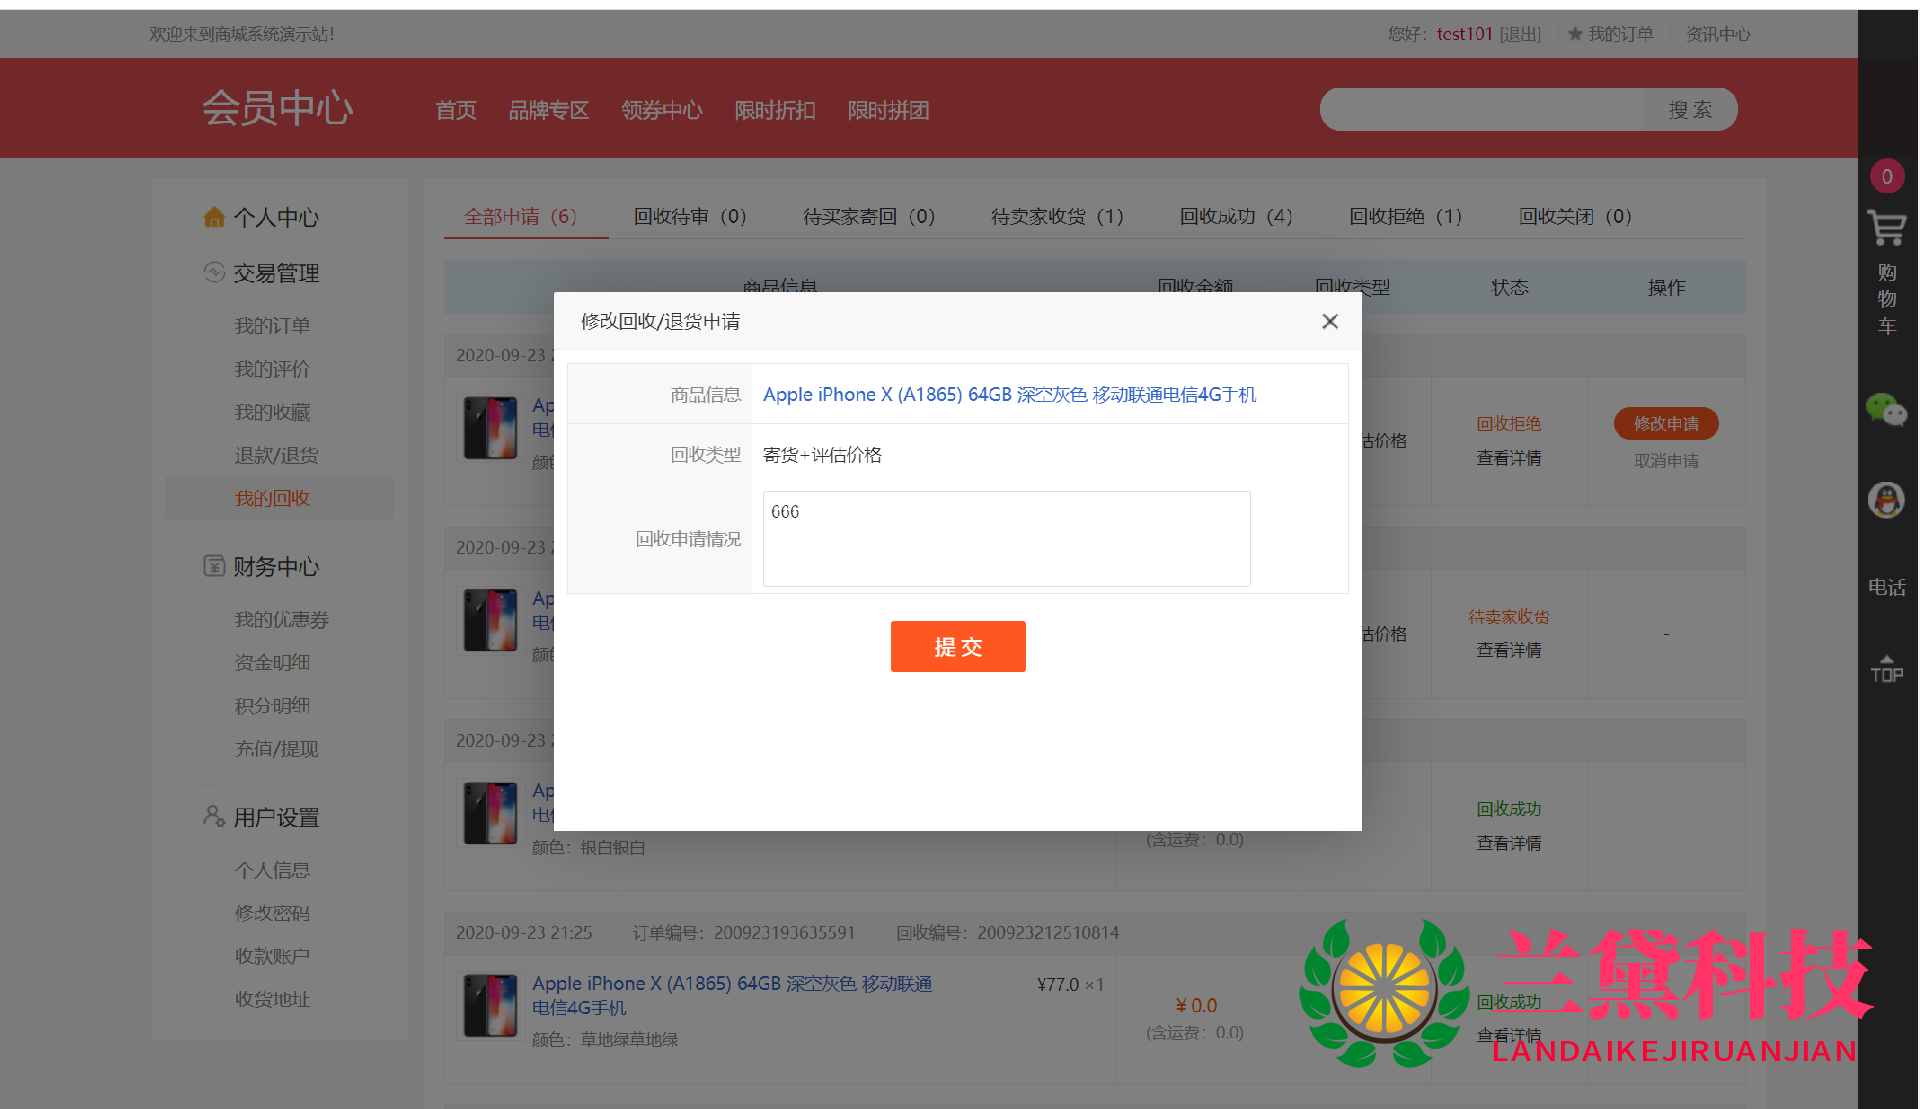 欢迎来到商城系统演示站!
您好：test101 [退出] ★ 我的订单 资讯中心
会员中心 首页 品牌专区 领券中心 限时折扣 限时拼团 搜 索
个人中心
交易管理
我的订单
我的评价
我的收藏
退款/退货
我的回收
财务中心
我的优惠券
资金明细
积分明细
充值/提现
用户设置
个人信息
修改密码
收款账户
收货地址
全部申请（6） 回收待审（0） 待买家寄回（0） 待卖家收货（1） 回收成功（4） 回收拒绝（1） 回收关闭（0）
商品信息 回收金额 回收类型 状态 操作
修改回收/退货申请 ×
商品信息 Apple iPhone X (A1865) 64GB 深空灰色 移动联通电信4G手机
回收类型 寄货+评估价格
回收申请情况 666
提 交
2020-09-23
Ap
电信
颜色
估价格
回收拒绝
查看详情
修改申请
取消申请
2020-09-23
Ap
电信
颜色
估价格
待卖家收货
查看详情
-
2020-09-23
Ap
电信
颜色：银白银白
(含运费：0.0)
回收成功
查看详情
2020-09-23 21:25 订单编号：200923193635591 回收编号：200923212510814
Apple iPhone X (A1865) 64GB 深空灰色 移动联通
电信4G手机
颜色：草地绿草地绿
¥77.0 ×1
¥ 0.0
(含运费：0.0)
回收成功
查看详情
0
购
物
车
电话
TOP
兰黛科技
LANDAIKEJIRUANJIAN